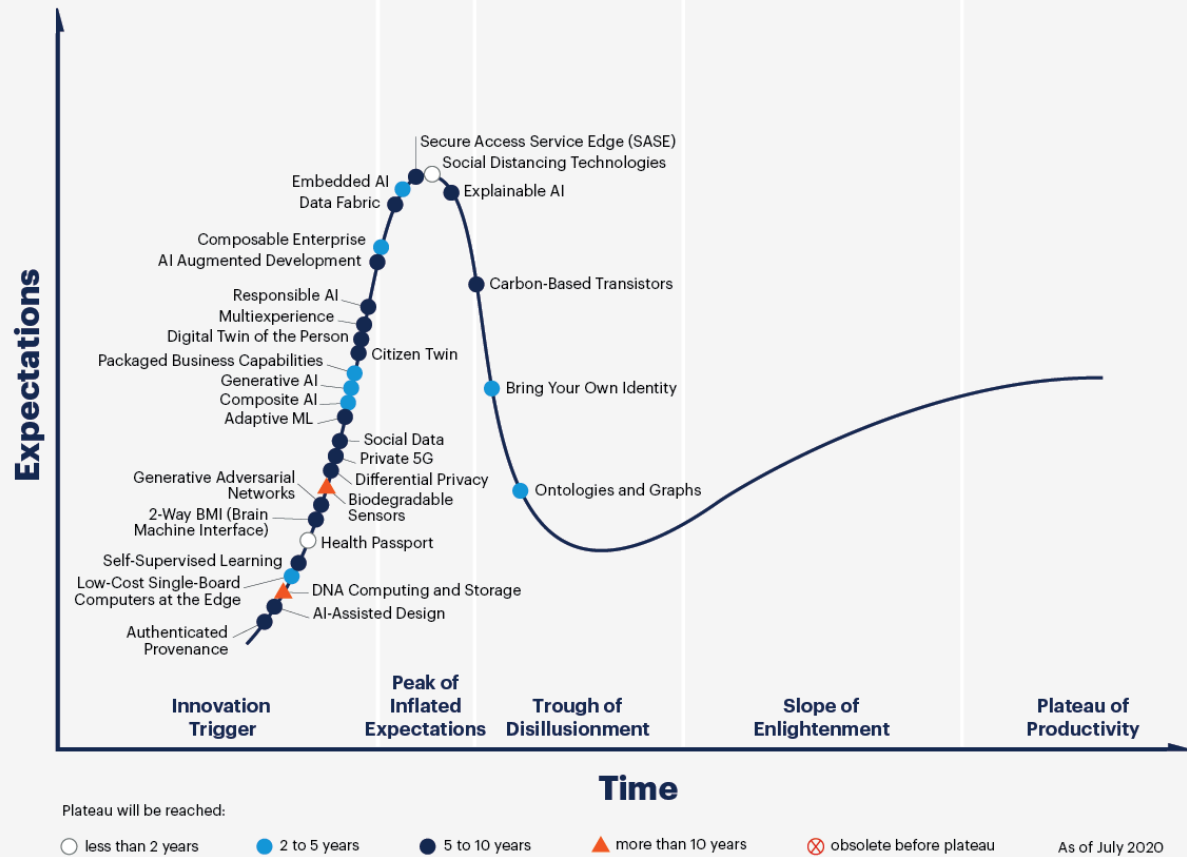 Expectations
Secure Access Service Edge (SASE)
Social Distancing Technologies
Embedded AI
Explainable AI
Data Fabric
Composable Enterprise
AI Augmented Development
Carbon-Based Transistors
Responsible AI
Multiexperience
Digital Twin of the Person
Citizen Twin
Packaged Business Capabilities
Generative AI
Bring Your Own Identity
Composite AI
Adaptive ML
Social Data
Private 5G
Generative Adversarial
Networks
Differential Privacy
Biodegradable
Sensors
Ontologies and Graphs
2-Way BMI (Brain
Machine Interface)
Health Passport
Self-Supervised Learning
Low-Cost Single-Board
Computers at the Edge
DNA Computing and Storage
AI-Assisted Design
Authenticated
Provenance
Innovation
Trigger
Peak of
Inflated
Expectations
Trough of
Disillusionment
Slope of
Enlightenment
Plateau of
Productivity
Time
Plateau will be reached:
less than 2 years
2 to 5 years
5 to 10 years
more than 10 years
obsolete before plateau
As of July 2020